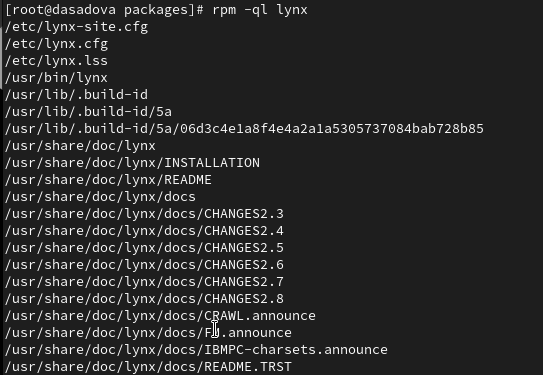 [root@dasadova packages]# rpm -ql lynx
/etc/lynx-site.cfg
/etc/lynx.cfg
/etc/lynx.lss
/usr/bin/lynx
/usr/lib/.build-id
/usr/lib/.build-id/5a
/usr/lib/.build-id/5a/06d3c4e1a8f4e4a2a1a5305737084bab728b85
/usr/share/doc/lynx
/usr/share/doc/lynx/INSTALLATION
/usr/share/doc/lynx/README
/usr/share/doc/lynx/docs
/usr/share/doc/lynx/docs/CHANGES2.3
/usr/share/doc/lynx/docs/CHANGES2.4
/usr/share/doc/lynx/docs/CHANGES2.5
/usr/share/doc/lynx/docs/CHANGES2.6
/usr/share/doc/lynx/docs/CHANGES2.7
/usr/share/doc/lynx/docs/CHANGES2.8
/usr/share/doc/lynx/docs/CRAWL.announce
/usr/share/doc/lynx/docs/FM.announce
/usr/share/doc/lynx/docs/IBMPC-charsets.announce
/usr/share/doc/lynx/docs/README.TRST